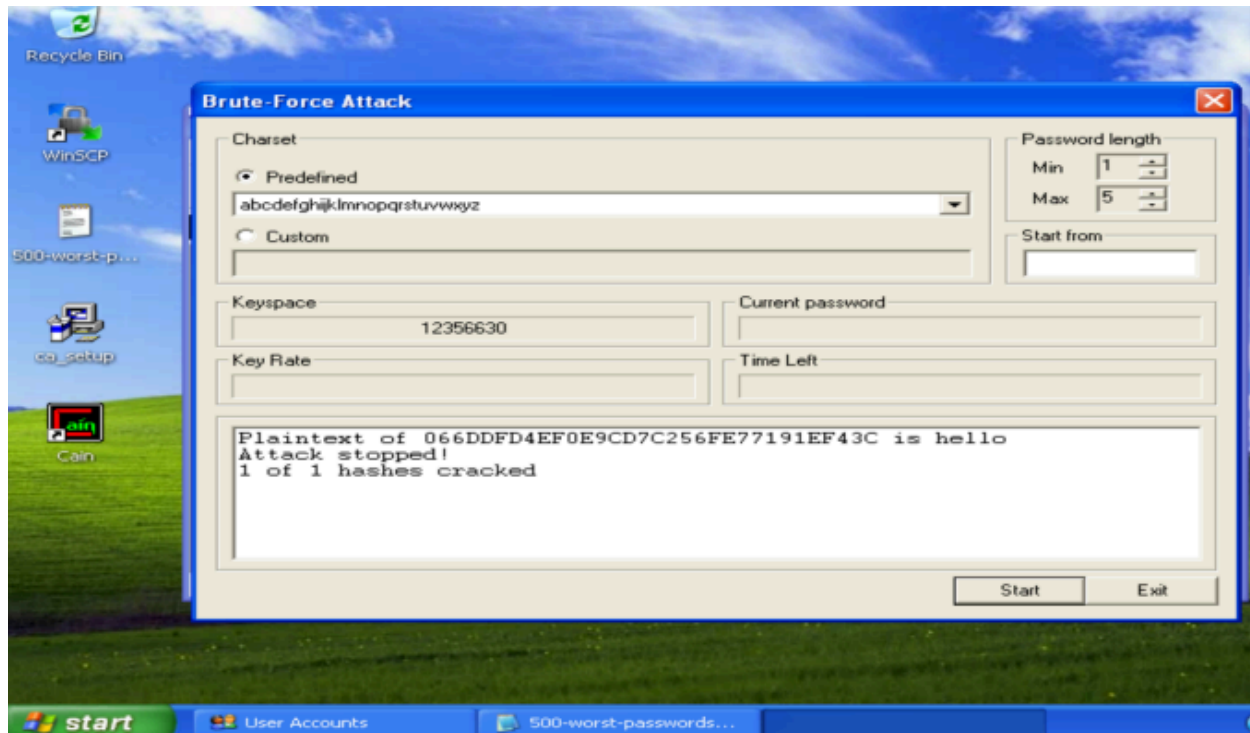 Recycle Bin
WinSCP
500-worst-p...
ca_setup
Cain
Brute-Force Attack
Charset
Predefined
abcdefghijklmnopqrstuvwxyz
Custom
Password length
Min 1
Max 5
Start from
Keyspace
12356630
Current password
Key Rate
Time Left
Plaintext of 066DDFD4EF0E9CD7C256FE77191EF43C is hello
Attack stopped!
1 of 1 hashes cracked
Start
Exit
start
User Accounts
500-worst-passwords...